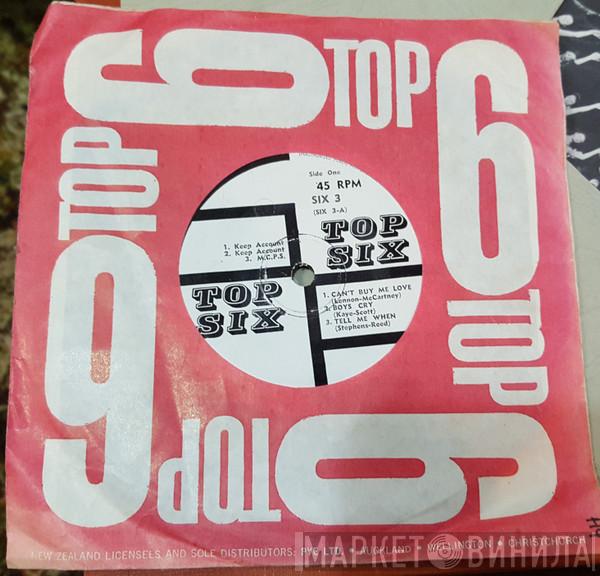 TOP 6
TOP 6
TOP 6
TOP 6
Side One
45 RPM
SIX 3
(SIX 3-A)
TOP
SIX
1. Keep Account
2. Keep Account
3. M.C.P.S.
TOP
SIX
1. CAN'T BUY ME LOVE
(Lennon-McCartney)
2. BOYS CRY
(Kaye-Scott)
3. TELL ME WHEN
(Stephens-Reed)
NEW ZEALAND LICENSEES AND SOLE DISTRIBUTORS: PYE LTD. • AUCKLAND • WELLINGTON • CHRISTCHURCH
МАРКЕТ ВИНИЛА